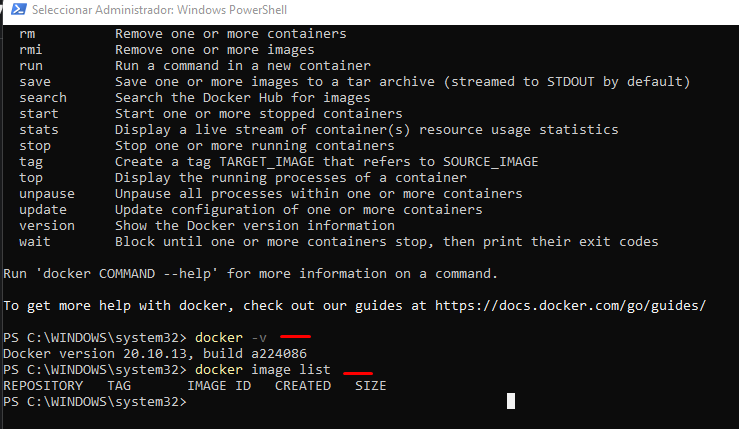 Seleccionar Administrador: Windows PowerShell
rm Remove one or more containers
rmi Remove one or more images
run Run a command in a new container
save Save one or more images to a tar archive (streamed to STDOUT by default)
search Search the Docker Hub for images
start Start one or more stopped containers
stats Display a live stream of container(s) resource usage statistics
stop Stop one or more running containers
tag Create a tag TARGET_IMAGE that refers to SOURCE_IMAGE
top Display the running processes of a container
unpause Unpause all processes within one or more containers
update Update configuration of one or more containers
version Show the Docker version information
wait Block until one or more containers stop, then print their exit codes
Run 'docker COMMAND --help' for more information on a command.
To get more help with docker, check out our guides at https://docs.docker.com/go/guides/
PS C:\WINDOWS\system32> docker -v
Docker version 20.10.13, build a224086
PS C:\WINDOWS\system32> docker image list
REPOSITORY TAG IMAGE ID CREATED SIZE
PS C:\WINDOWS\system32>